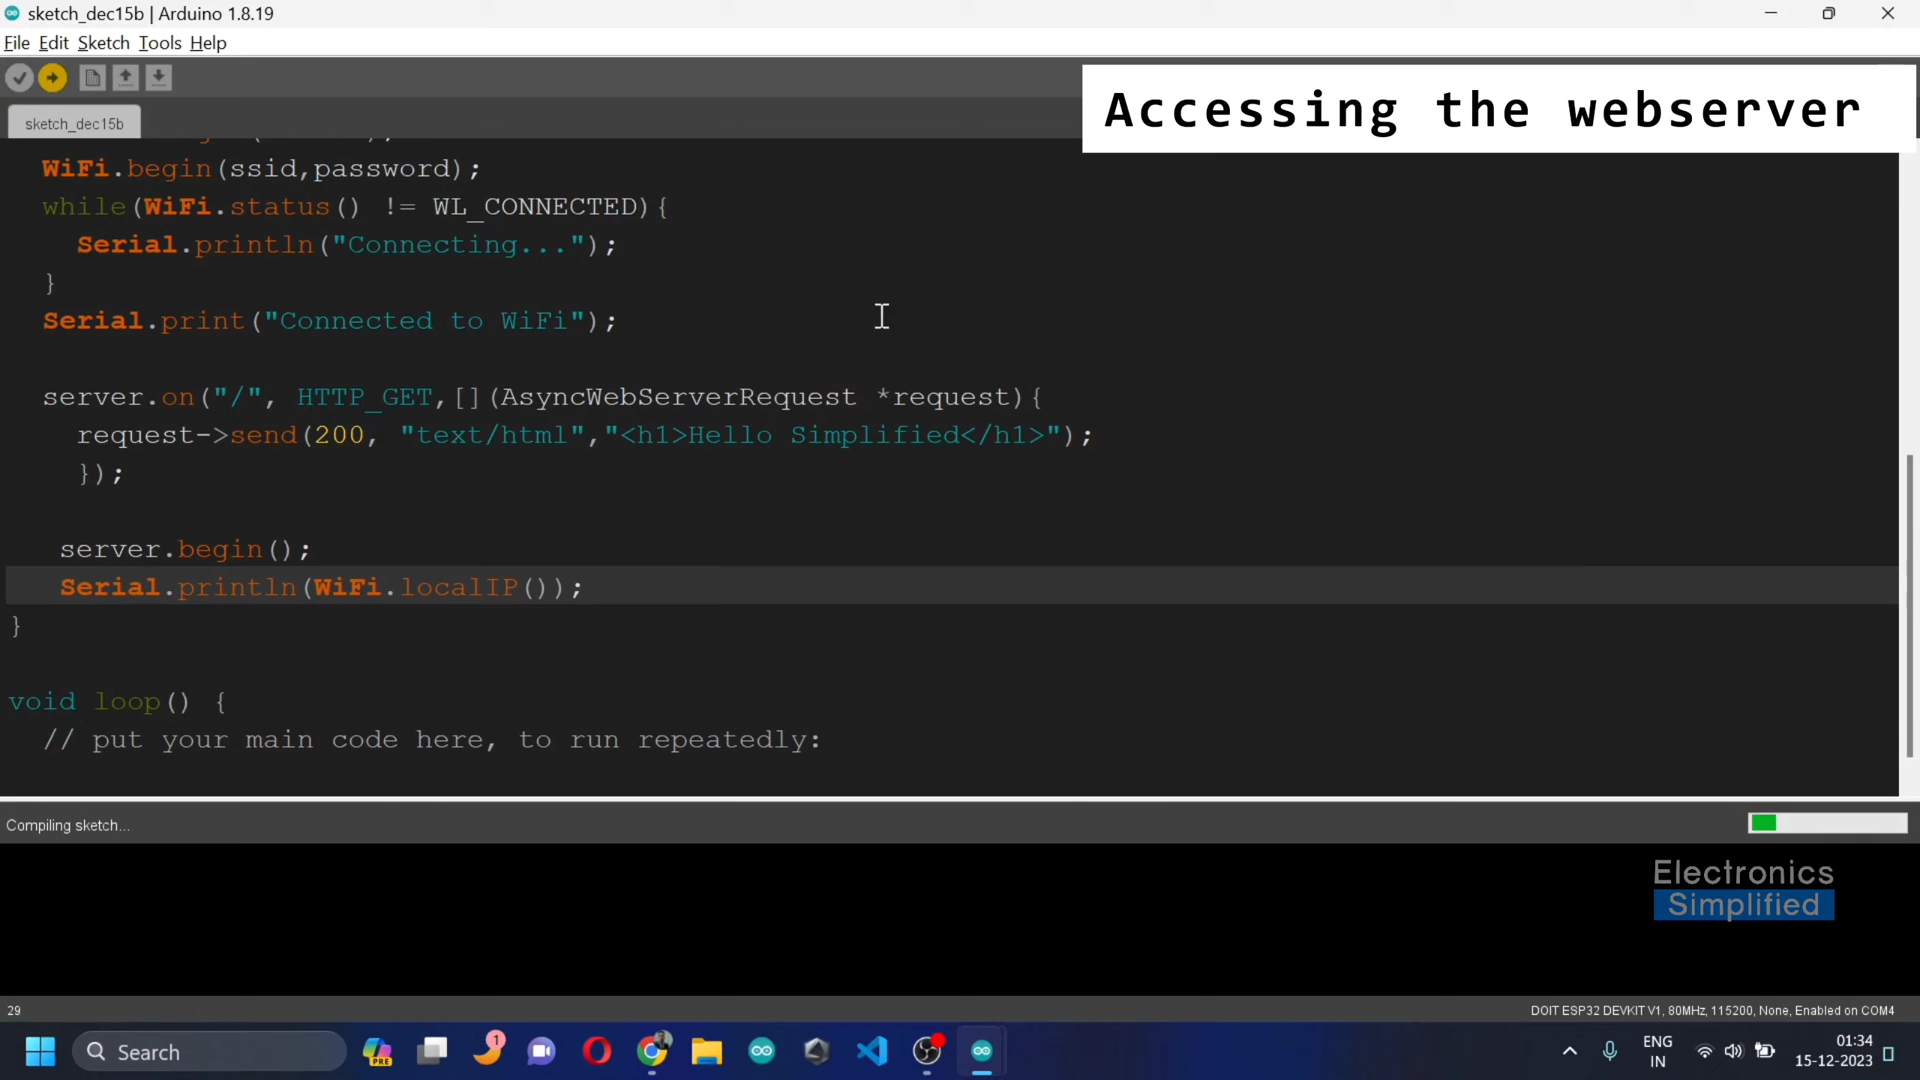 sketch_dec15b | Arduino 1.8.19
File Edit Sketch Tools Help
Accessing the webserver
sketch_dec15b
WiFi.begin(ssid,password);
while(WiFi.status() != WL_CONNECTED){
Serial.println("Connecting...");
}
Serial.print("Connected to WiFi");
server.on("/", HTTP_GET,[](AsyncWebServerRequest *request){
request->send(200, "text/html","<h1>Hello Simplified</h1>");
});
server.begin();
Serial.println(WiFi.localIP());
}
void loop() {
// put your main code here, to run repeatedly:
Compiling sketch...
Electronics
Simplified
29
DOIT ESP32 DEVKIT V1, 80MHz, 115200, None, Enabled on COM4
Search
PRE
1
ENG
IN
01:34
15-12-2023